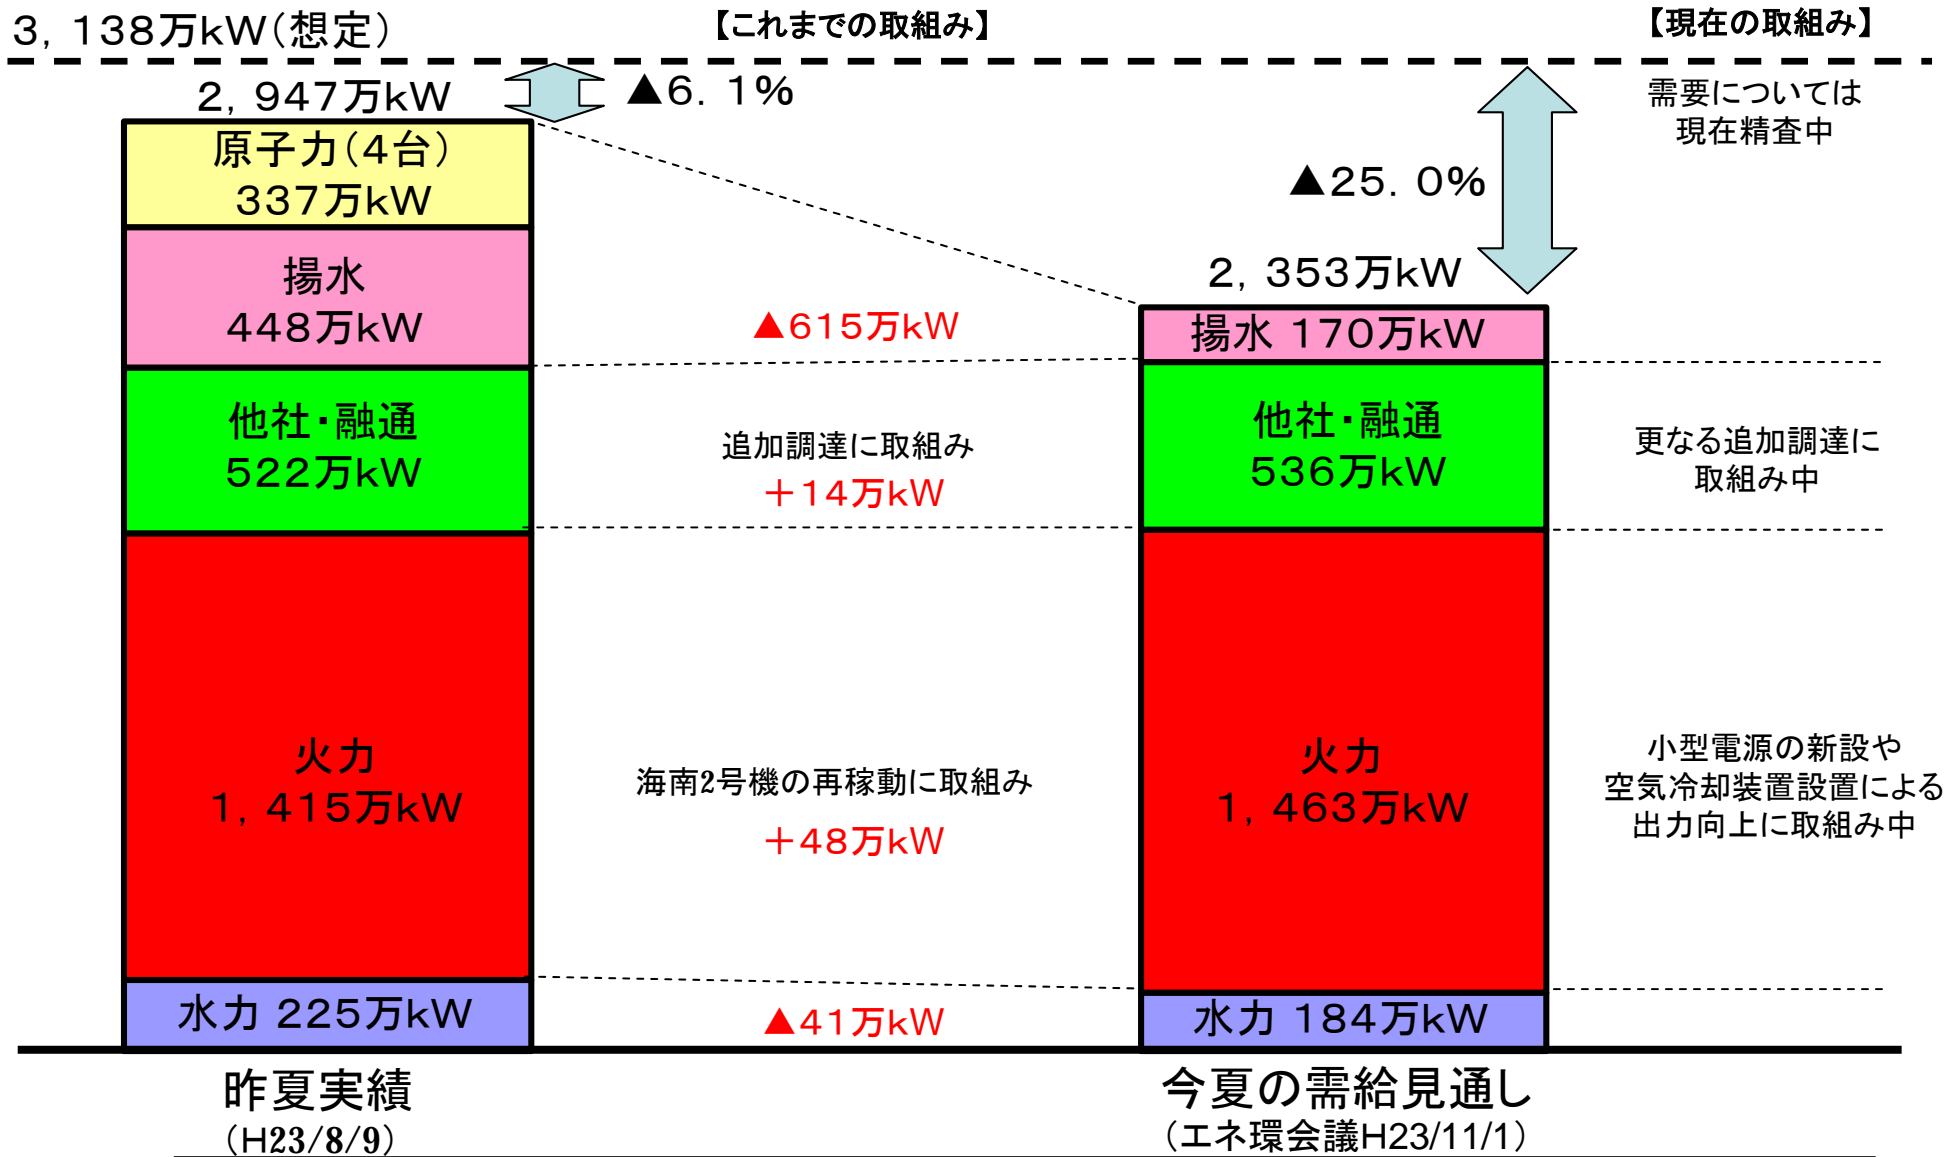 3，138万kW（想定）
【これまでの取組み】
【現在の取組み】
2，947万kW
▲6．1％
需要については
現在精査中
原子力（4台）
337万kW
▲25．0％
揚水
448万kW
2，353万kW
▲615万kW
揚水 170万kW
他社・融通
522万kW
追加調達に取組み
＋14万kW
他社・融通
536万kW
更なる追加調達に
取組み中
火力
1，415万kW
海南2号機の再稼動に取組み
＋48万kW
火力
1，463万kW
小型電源の新設や
空気冷却装置設置による
出力向上に取組み中
水力 225万kW
▲41万kW
水力 184万kW
昨夏実績
（H23/8/9）
今夏の需給見通し
（エネ環会議H23/11/1）